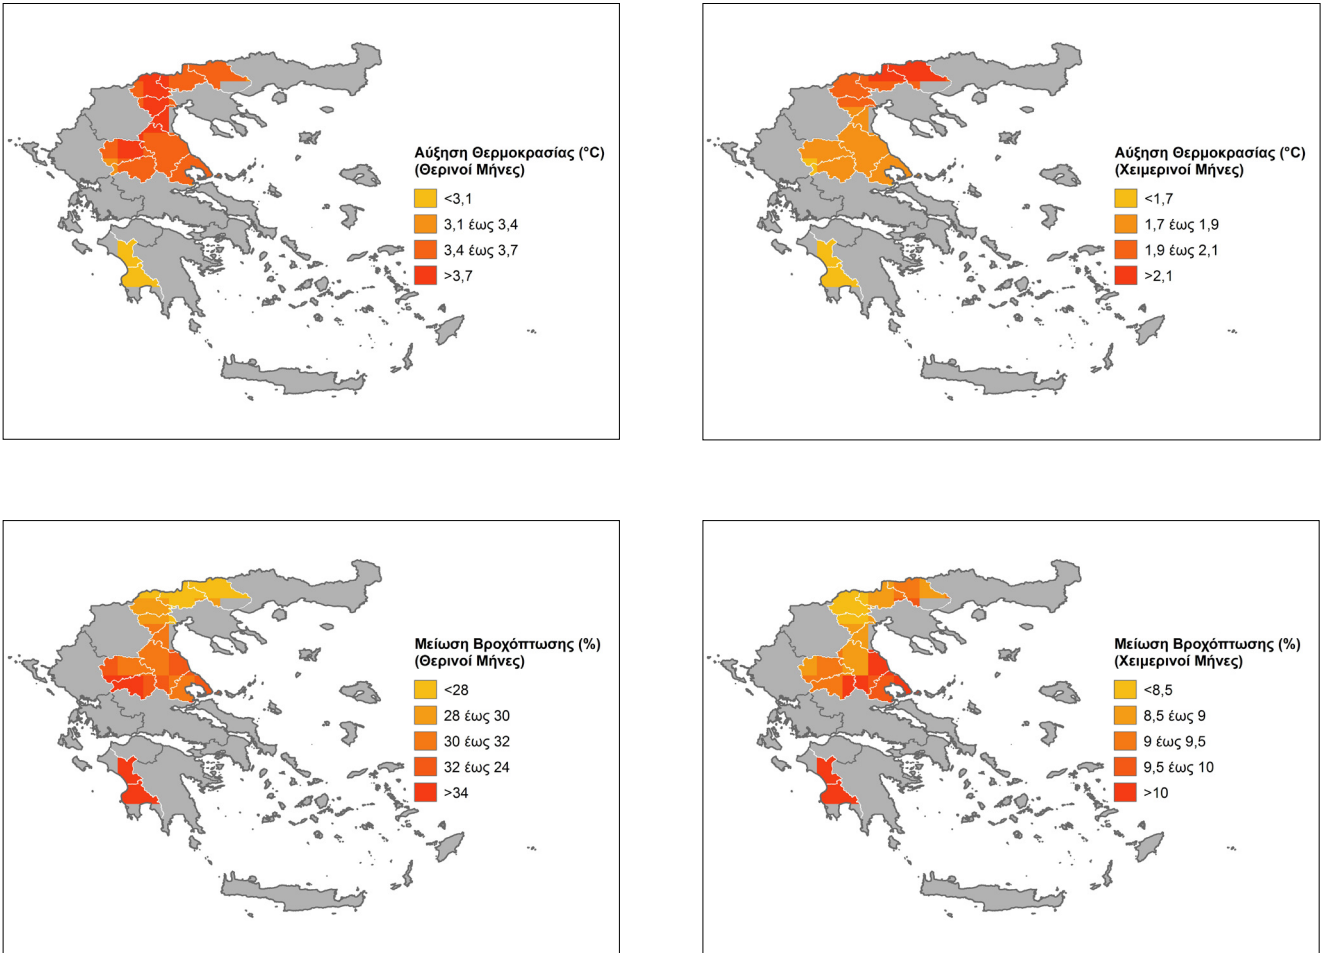 Αύξηση Θερμοκρασίας (°C)
(Θερινοί Μήνες)
<3,1
3,1 έως 3,4
3,4 έως 3,7
>3,7
Αύξηση Θερμοκρασίας (°C)
(Χειμερινοί Μήνες)
<1,7
1,7 έως 1,9
1,9 έως 2,1
>2,1
Μείωση Βροχόπτωσης (%)
(Θερινοί Μήνες)
<28
28 έως 30
30 έως 32
32 έως 24
>34
Μείωση Βροχόπτωσης (%)
(Χειμερινοί Μήνες)
<8,5
8,5 έως 9
9 έως 9,5
9,5 έως 10
>10